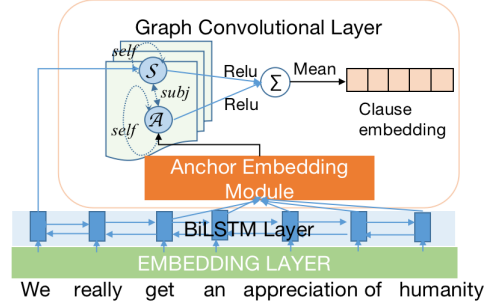 Graph Convolutional Layer
self
S
subj
A
self
Relu
Relu
Σ
Mean
Clause
embedding
Anchor Embedding
Module
BiLSTM Layer
EMBEDDING LAYER
We really get an appreciation of humanity